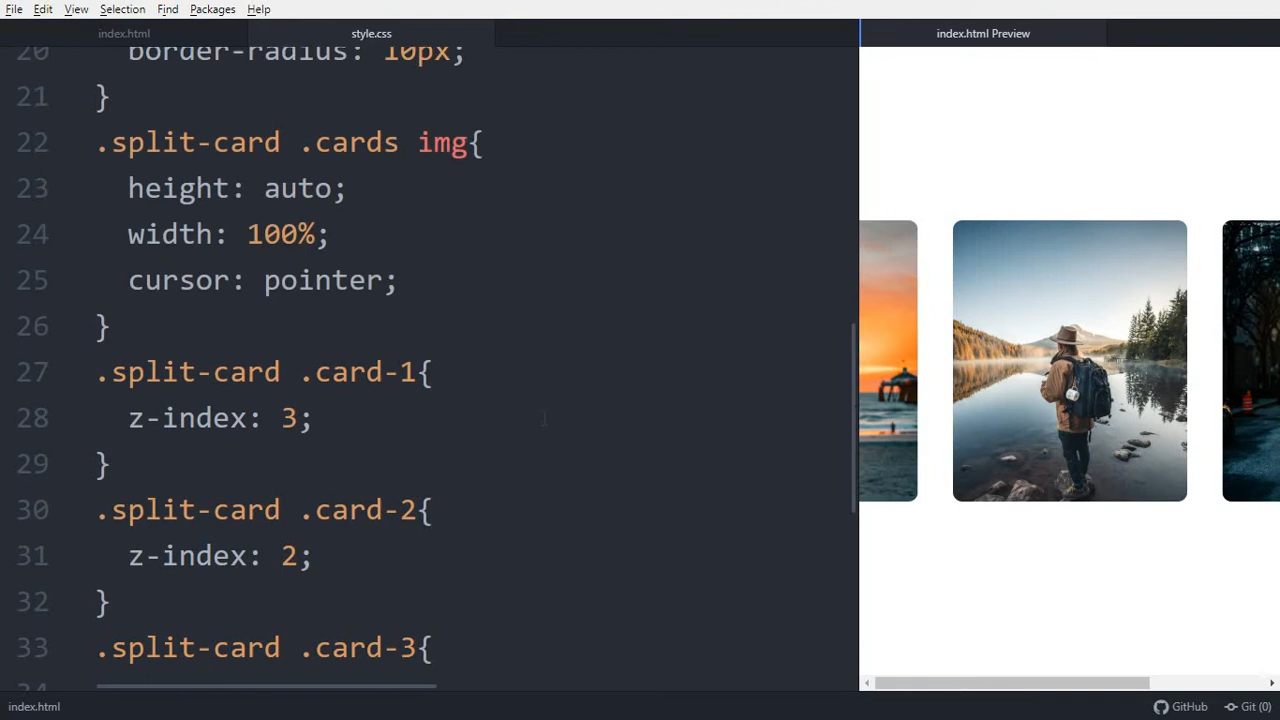 File Edit View Selection Find Packages Help
index.html style.css index.html Preview
20 border-radius: 10px;
21 }
22 .split-card .cards img{
23 height: auto;
24 width: 100%;
25 cursor: pointer;
26 }
27 .split-card .card-1{
28 z-index: 3;
29 }
30 .split-card .card-2{
31 z-index: 2;
32 }
33 .split-card .card-3{
34
index.html GitHub Git (0)